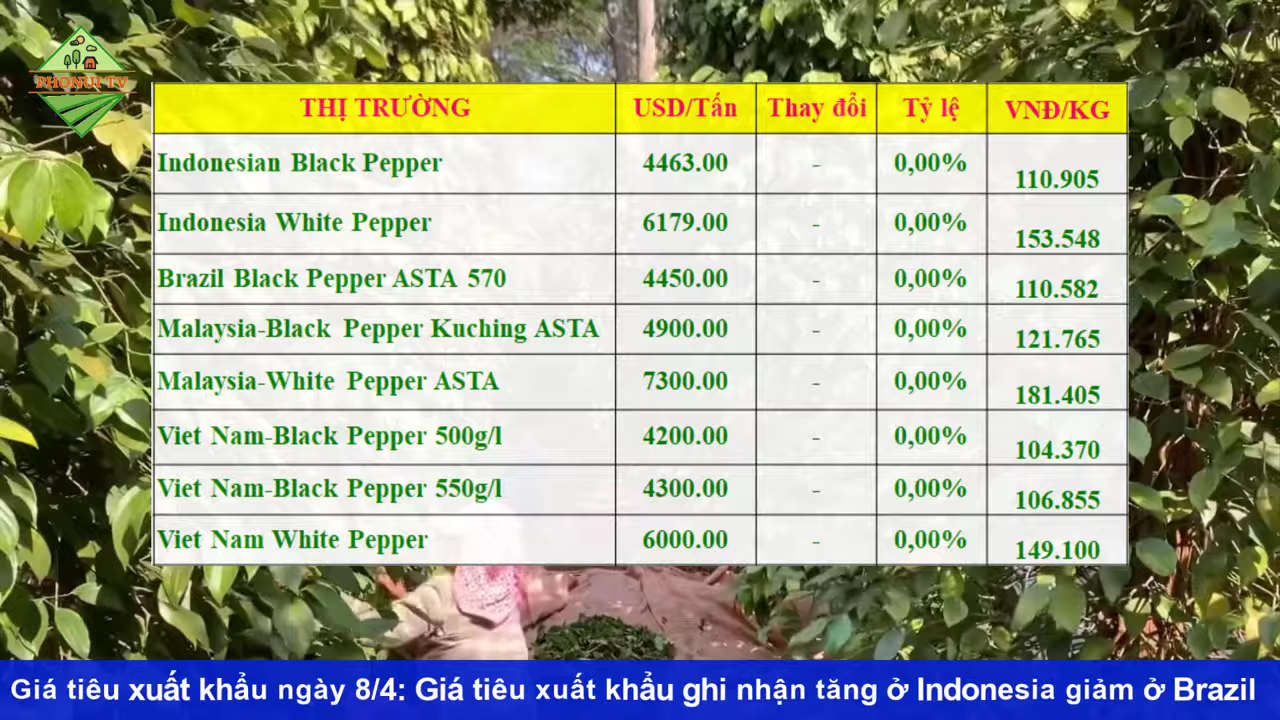 PHONUI TV
THỊ TRƯỜNG USD/Tấn Thay đổi Tỷ lệ VNĐ/KG
Indonesian Black Pepper 4463.00 - 0,00% 110.905
Indonesia White Pepper 6179.00 - 0,00% 153.548
Brazil Black Pepper ASTA 570 4450.00 - 0,00% 110.582
Malaysia-Black Pepper Kuching ASTA 4900.00 - 0,00% 121.765
Malaysia-White Pepper ASTA 7300.00 - 0,00% 181.405
Viet Nam-Black Pepper 500g/l 4200.00 - 0,00% 104.370
Viet Nam-Black Pepper 550g/l 4300.00 - 0,00% 106.855
Viet Nam White Pepper 6000.00 - 0,00% 149.100
Giá tiêu xuất khẩu ngày 8/4: Giá tiêu xuất khẩu ghi nhận tăng ở Indonesia giảm ở Brazil